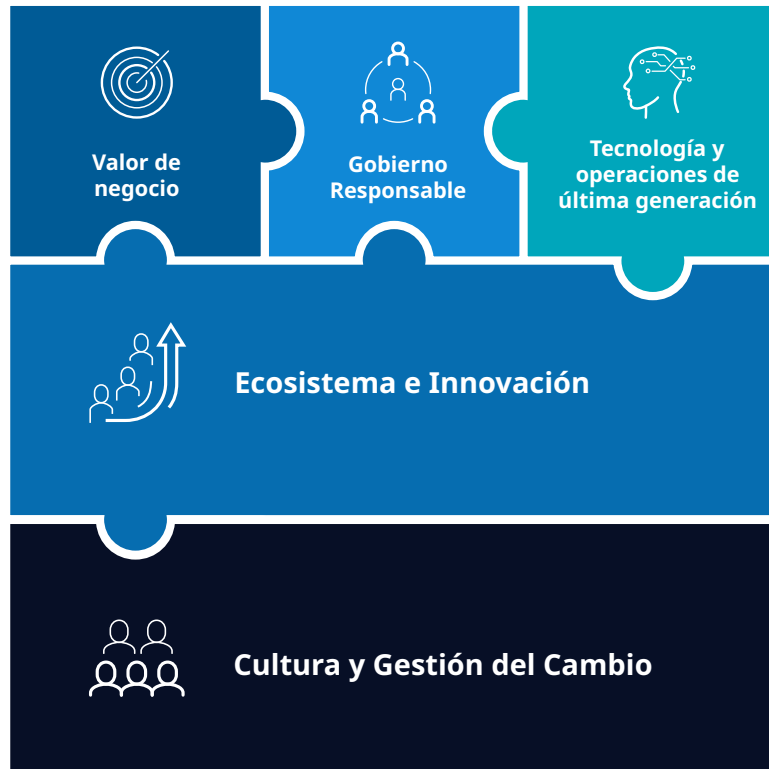 Valor de
negocio
Gobierno
Responsable
Tecnología y
operaciones de
última generación
Ecosistema e Innovación
Cultura y Gestión del Cambio